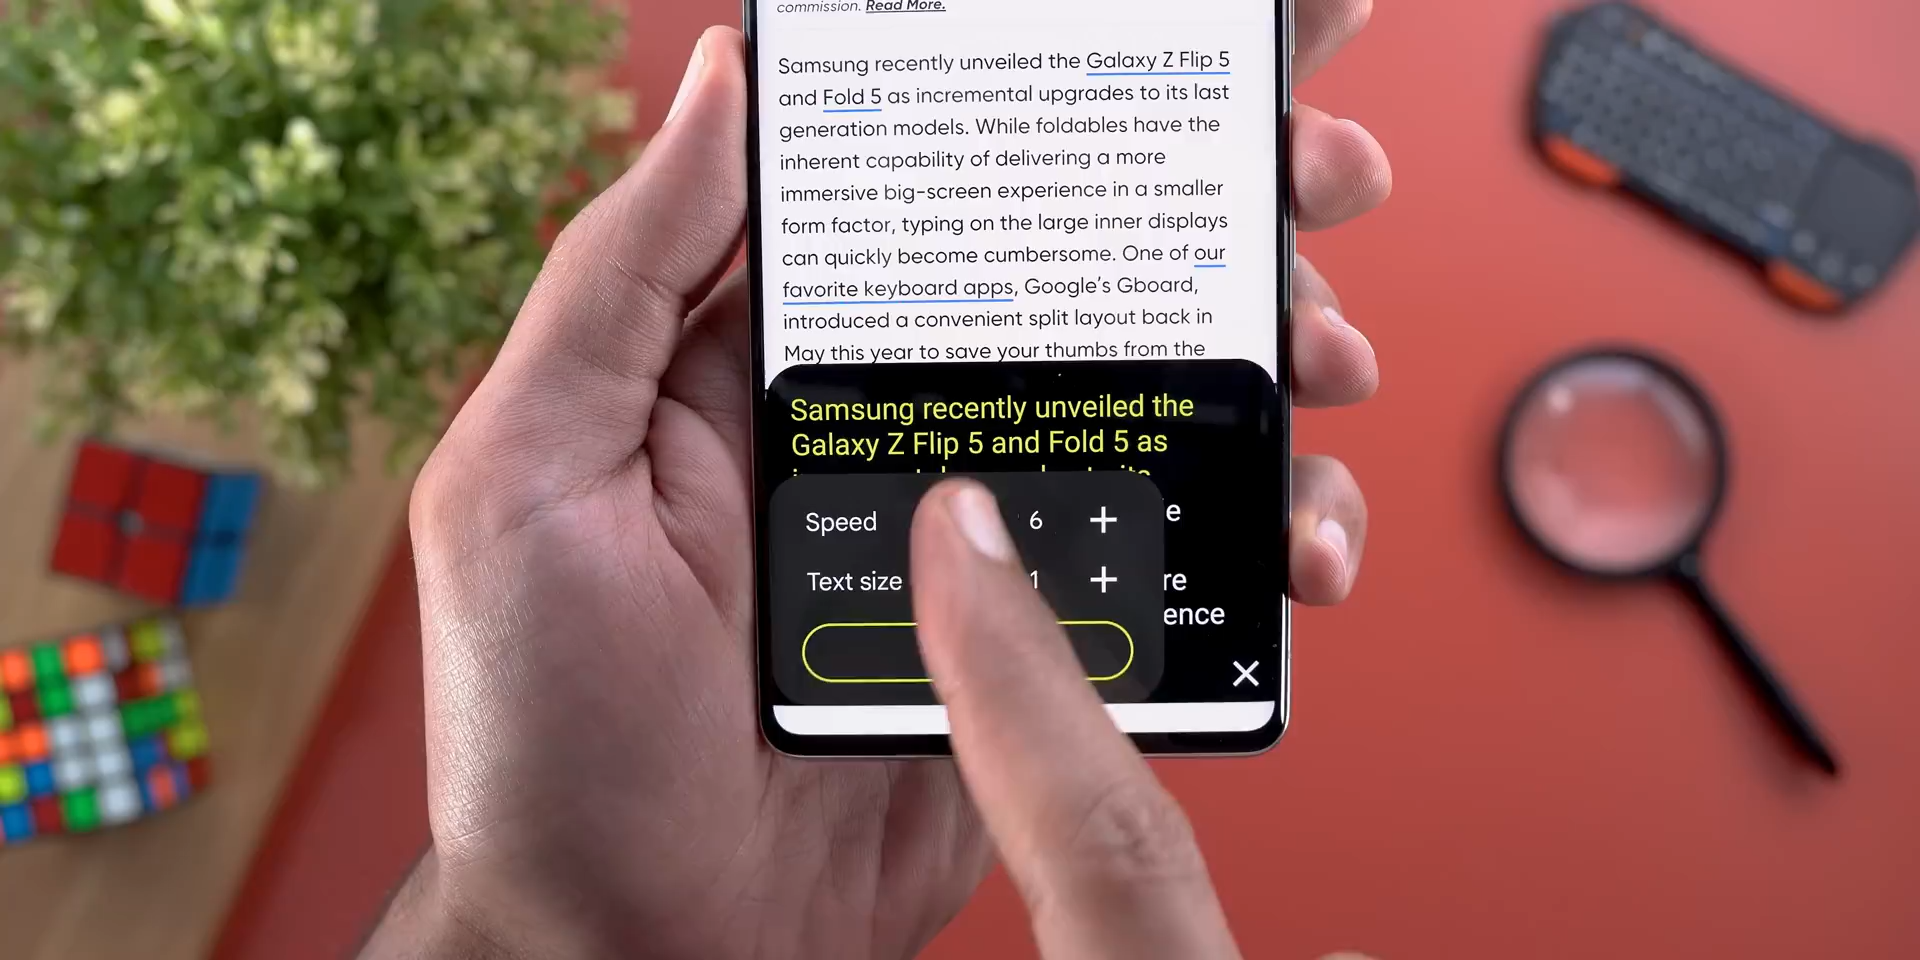 commission. Read More.
Samsung recently unveiled the Galaxy Z Flip 5
and Fold 5 as incremental upgrades to its last
generation models. While foldables have the
inherent capability of delivering a more
immersive big-screen experience in a smaller
form factor, typing on the large inner displays
can quickly become cumbersome. One of our
favorite keyboard apps, Google's Gboard,
introduced a convenient split layout back in
May this year to save your thumbs from the
Samsung recently unveiled the
Galaxy Z Flip 5 and Fold 5 as
Speed 6 +
Text size 1 +